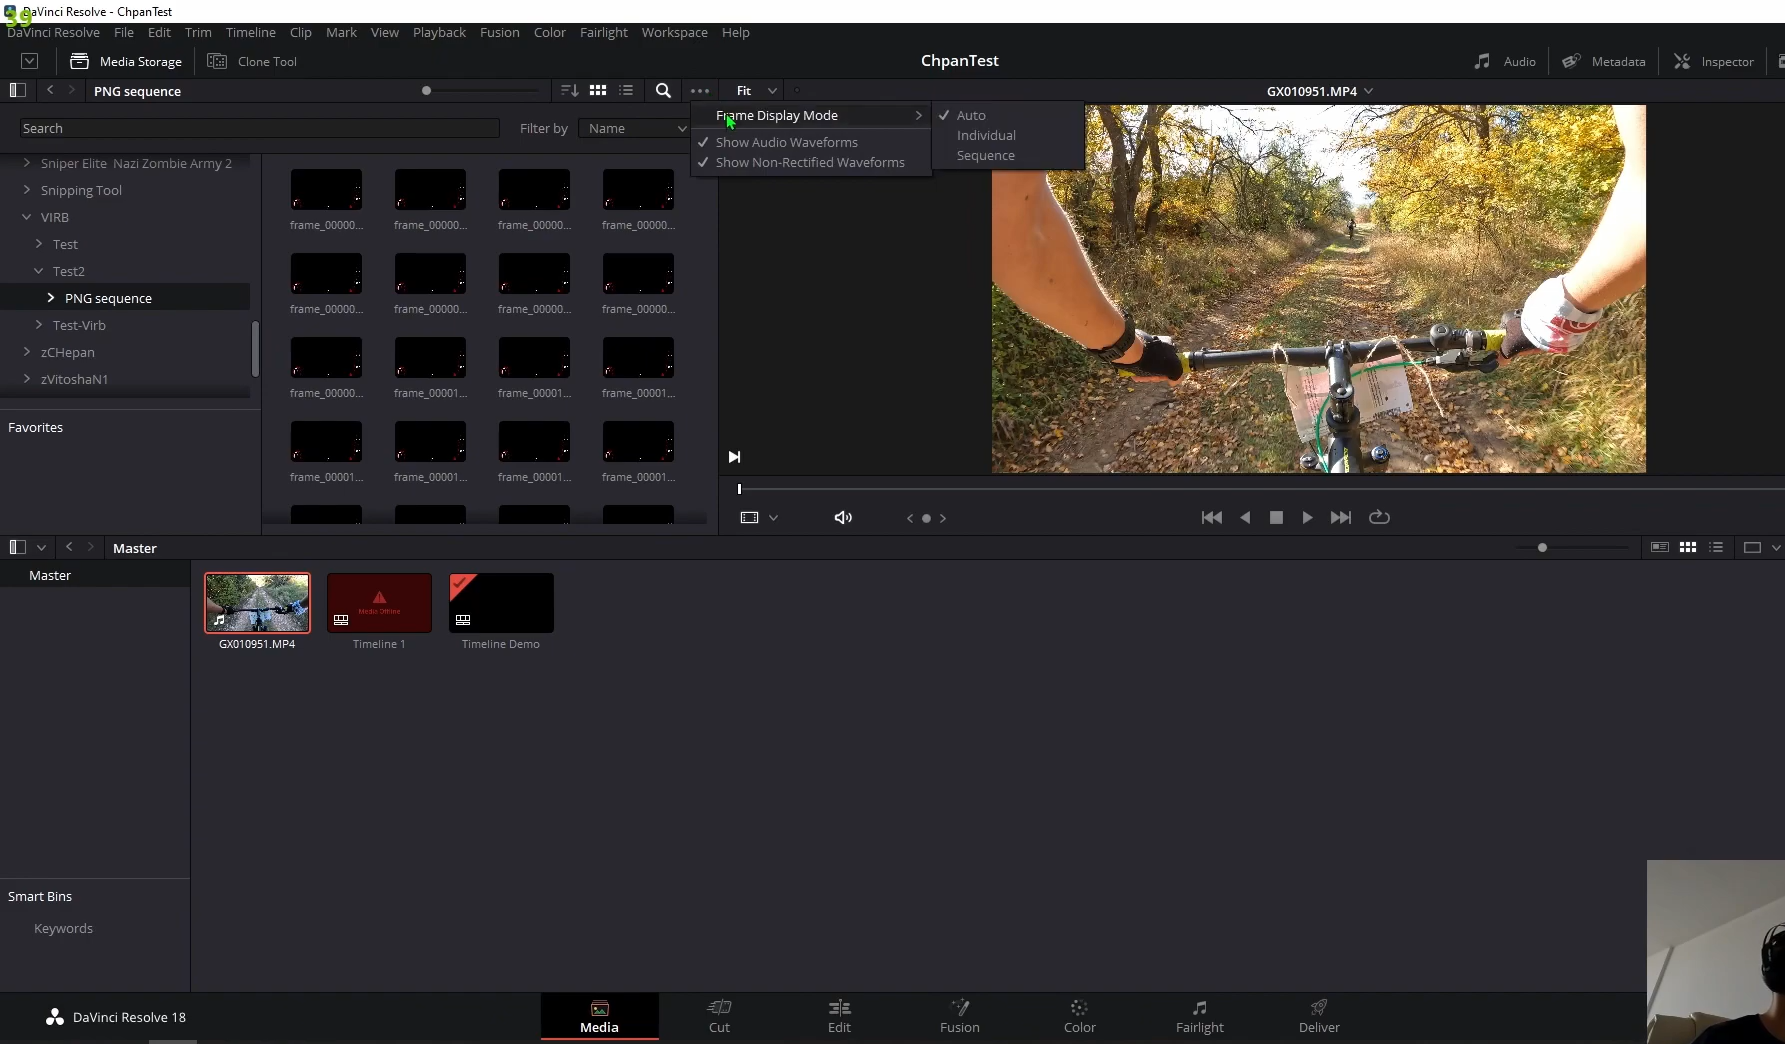 39
DaVinci Resolve - ChpanTest
DaVinci Resolve File Edit Trim Timeline Clip Mark View Playback Fusion Color Fairlight Workspace Help
Media Storage Clone Tool ChpanTest Audio Metadata Inspector
PNG sequence Fit GX010951.MP4
Search Filter by Name
Frame Display Mode
Show Audio Waveforms
Show Non-Rectified Waveforms
Auto
Individual
Sequence
Sniper Elite Nazi Zombie Army 2
Snipping Tool
VIRB
Test
Test2
PNG sequence
Test-Virb
zCHepan
zVitoshaN1
Favorites
frame_00000... frame_00000... frame_00000... frame_00000...
frame_00000... frame_00000... frame_00000... frame_00000...
frame_00000... frame_00001... frame_00001... frame_00001...
frame_00001... frame_00001... frame_00001... frame_00001...
Master
Master
Media Offline
GX010951.MP4 Timeline 1 Timeline Demo
Smart Bins
Keywords
DaVinci Resolve 18
Media Cut Edit Fusion Color Fairlight Deliver